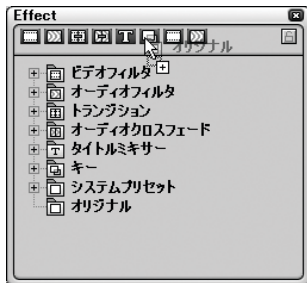 Effect
オリジナル
ビデオフィルタ
オーディオフィルタ
トランジション
オーディオクロスフェード
タイトルミキサー
キー
システムプリセット
オリジナル